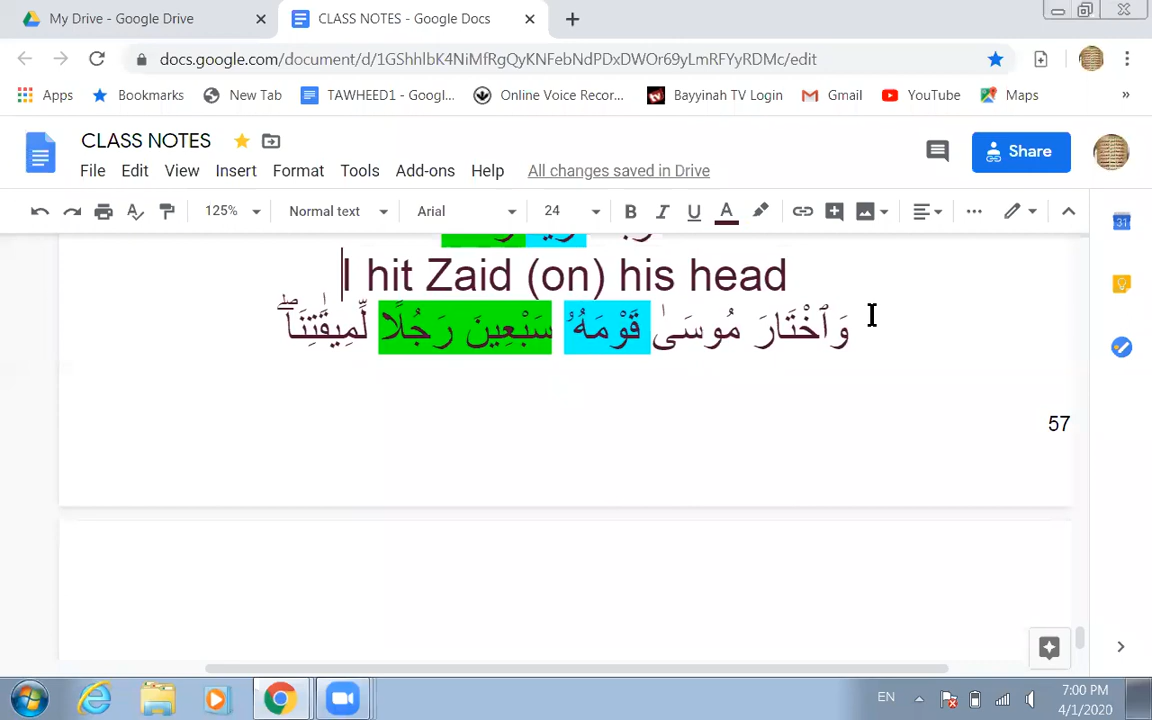 My Drive - Google Drive
CLASS NOTES - Google Docs
docs.google.com/document/d/1GShhlbK4NiMfRgQyKNFebNdPDxDWOr69yLmRFYyRDMc/edit
Apps Bookmarks New Tab TAWHEED1 - Googl... Online Voice Recor... Bayyinah TV Login Gmail YouTube Maps »
CLASS NOTES
Share
File Edit View Insert Format Tools Add-ons Help All changes saved in Drive
125% Normal text Arial 24 B I U A
31
I hit Zaid (on) his head
وَٱخْتَارَ مُوسَىٰ قَوْمَهُۥ سَبْعِينَ رَجُلًا لِّمِيقَٰتِنَاۖ
57
EN 7:00 PM
4/1/2020